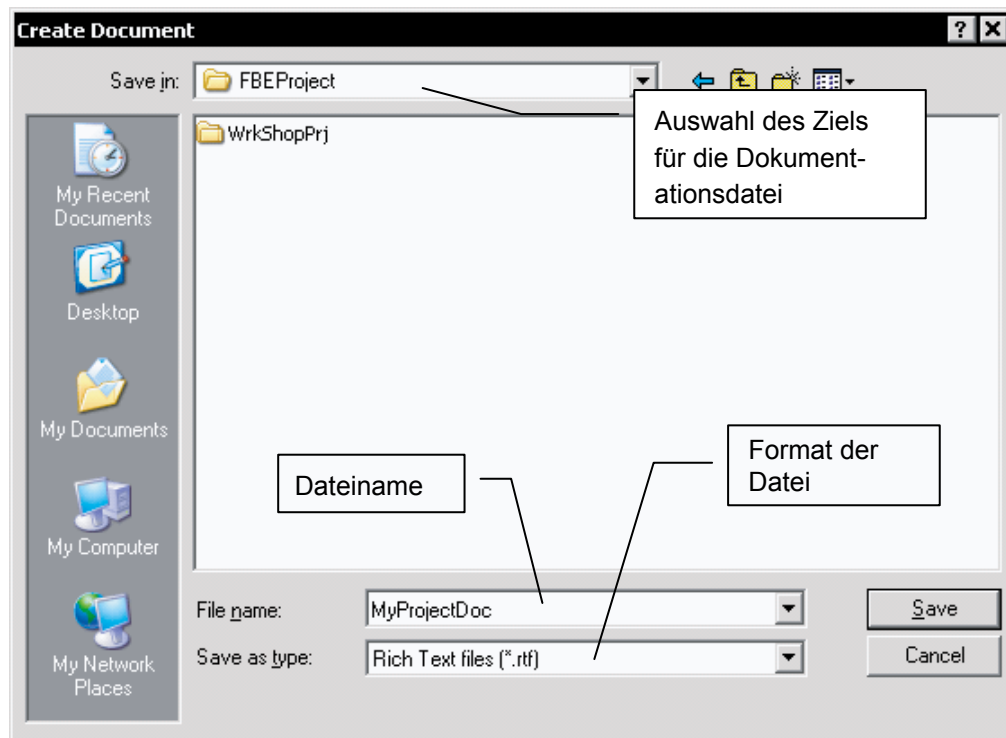 Create Document
Save in:
FBEProject
WrkShopPrj
Auswahl des Ziels
für die Dokument-
ationsdatei
My Recent
Documents
Desktop
My Documents
My Computer
My Network
Places
Dateiname
Format der
Datei
File name:
MyProjectDoc
Save
Save as type:
Rich Text files (*.rtf)
Cancel